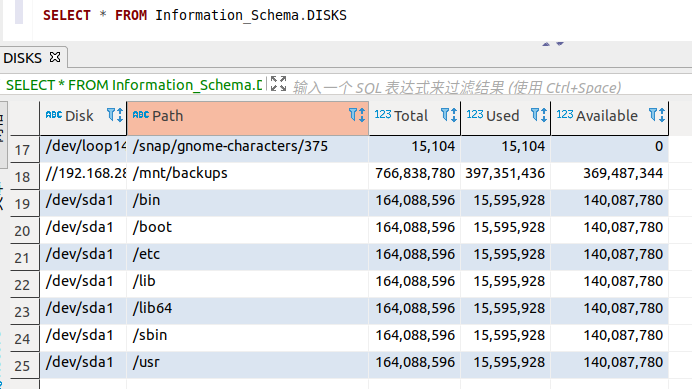 SELECT * FROM Information_Schema.DISKS
DISKS
SELECT * FROM Information_Schema.D 输入一个 SQL 表达式来过滤结果 (使用 Ctrl+Space)
ABC Disk ABC Path 123 Total 123 Used 123 Available
17 /dev/loop14 /snap/gnome-characters/375 15,104 15,104 0
18 //192.168.28 /mnt/backups 766,838,780 397,351,436 369,487,344
19 /dev/sda1 /bin 164,088,596 15,595,928 140,087,780
20 /dev/sda1 /boot 164,088,596 15,595,928 140,087,780
21 /dev/sda1 /etc 164,088,596 15,595,928 140,087,780
22 /dev/sda1 /lib 164,088,596 15,595,928 140,087,780
23 /dev/sda1 /lib64 164,088,596 15,595,928 140,087,780
24 /dev/sda1 /sbin 164,088,596 15,595,928 140,087,780
25 /dev/sda1 /usr 164,088,596 15,595,928 140,087,780